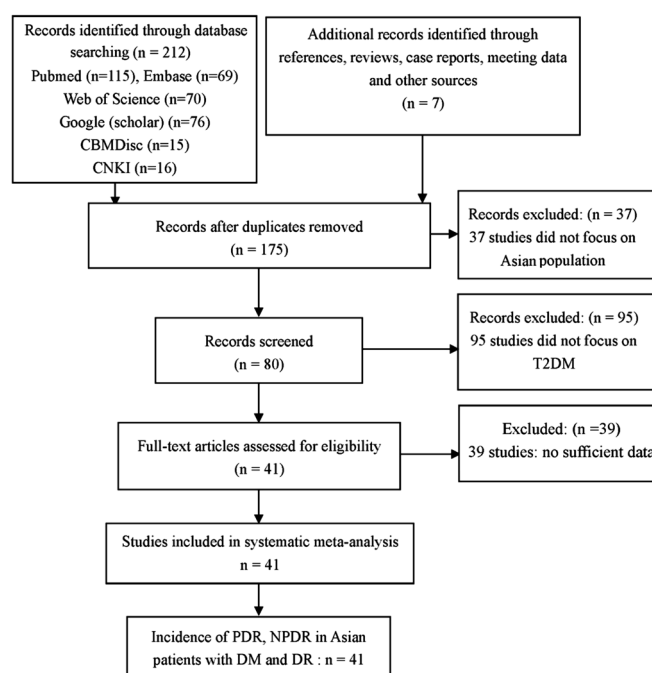 Records identified through database
searching (n = 212)
Pubmed (n=115), Embase (n=69)
Web of Science (n=70)
Google (scholar) (n=76)
CBMDisc (n=15)
CNKI (n=16)
Additional records identified through
references, reviews, case reports, meeting data
and other sources
(n = 7)
Records after duplicates removed
(n = 175)
Records excluded: (n = 37)
37 studies did not focus on
Asian population
Records screened
(n = 80)
Records excluded: (n = 95)
95 studies did not focus on
T2DM
Full-text articles assessed for eligibility
(n = 41)
Excluded: (n =39)
39 studies: no sufficient data
Studies included in systematic meta-analysis
n = 41
Incidence of PDR, NPDR in Asian
patients with DM and DR : n = 41